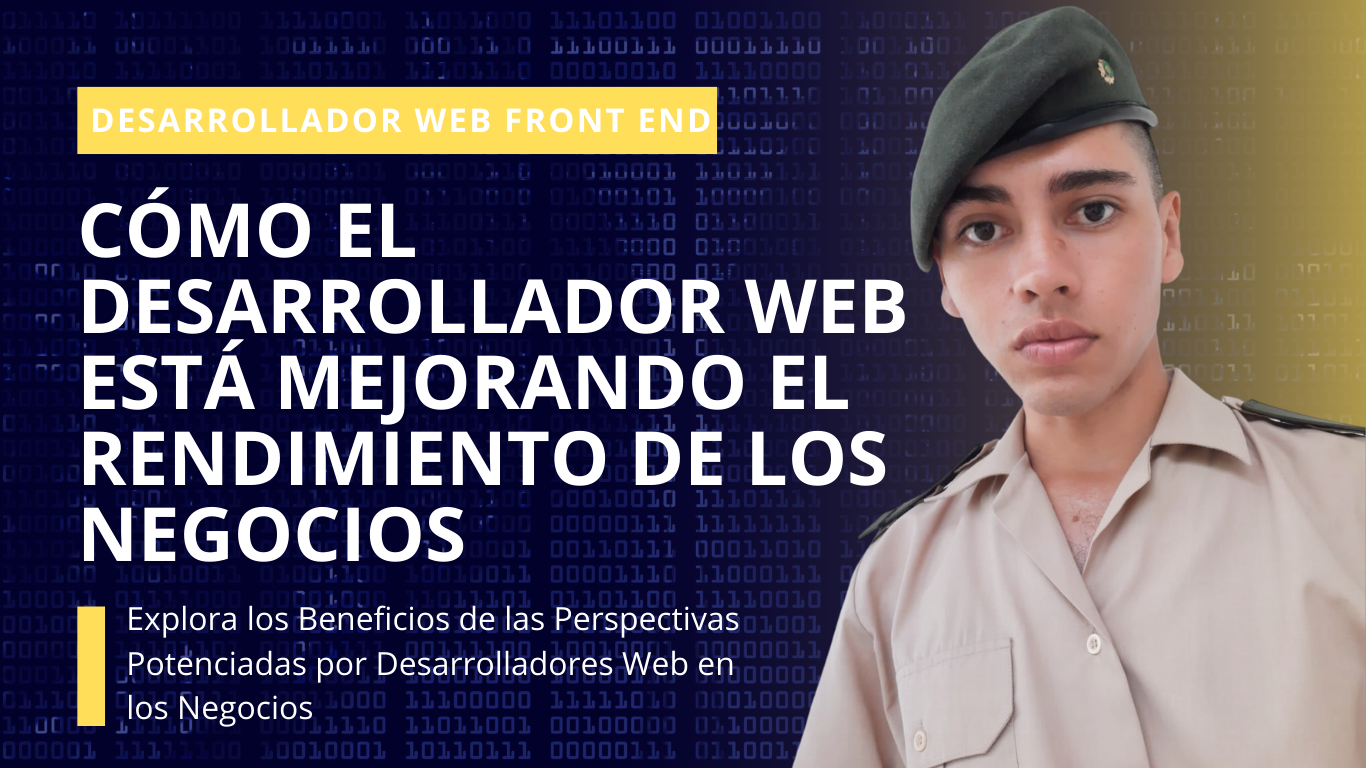 DESARROLLADOR WEB FRONT END
CÓMO EL
DESARROLLADOR WEB
ESTÁ MEJORANDO EL
RENDIMIENTO DE LOS
NEGOCIOS
Explora los Beneficios de las Perspectivas
Potenciadas por Desarrolladores Web en
los Negocios